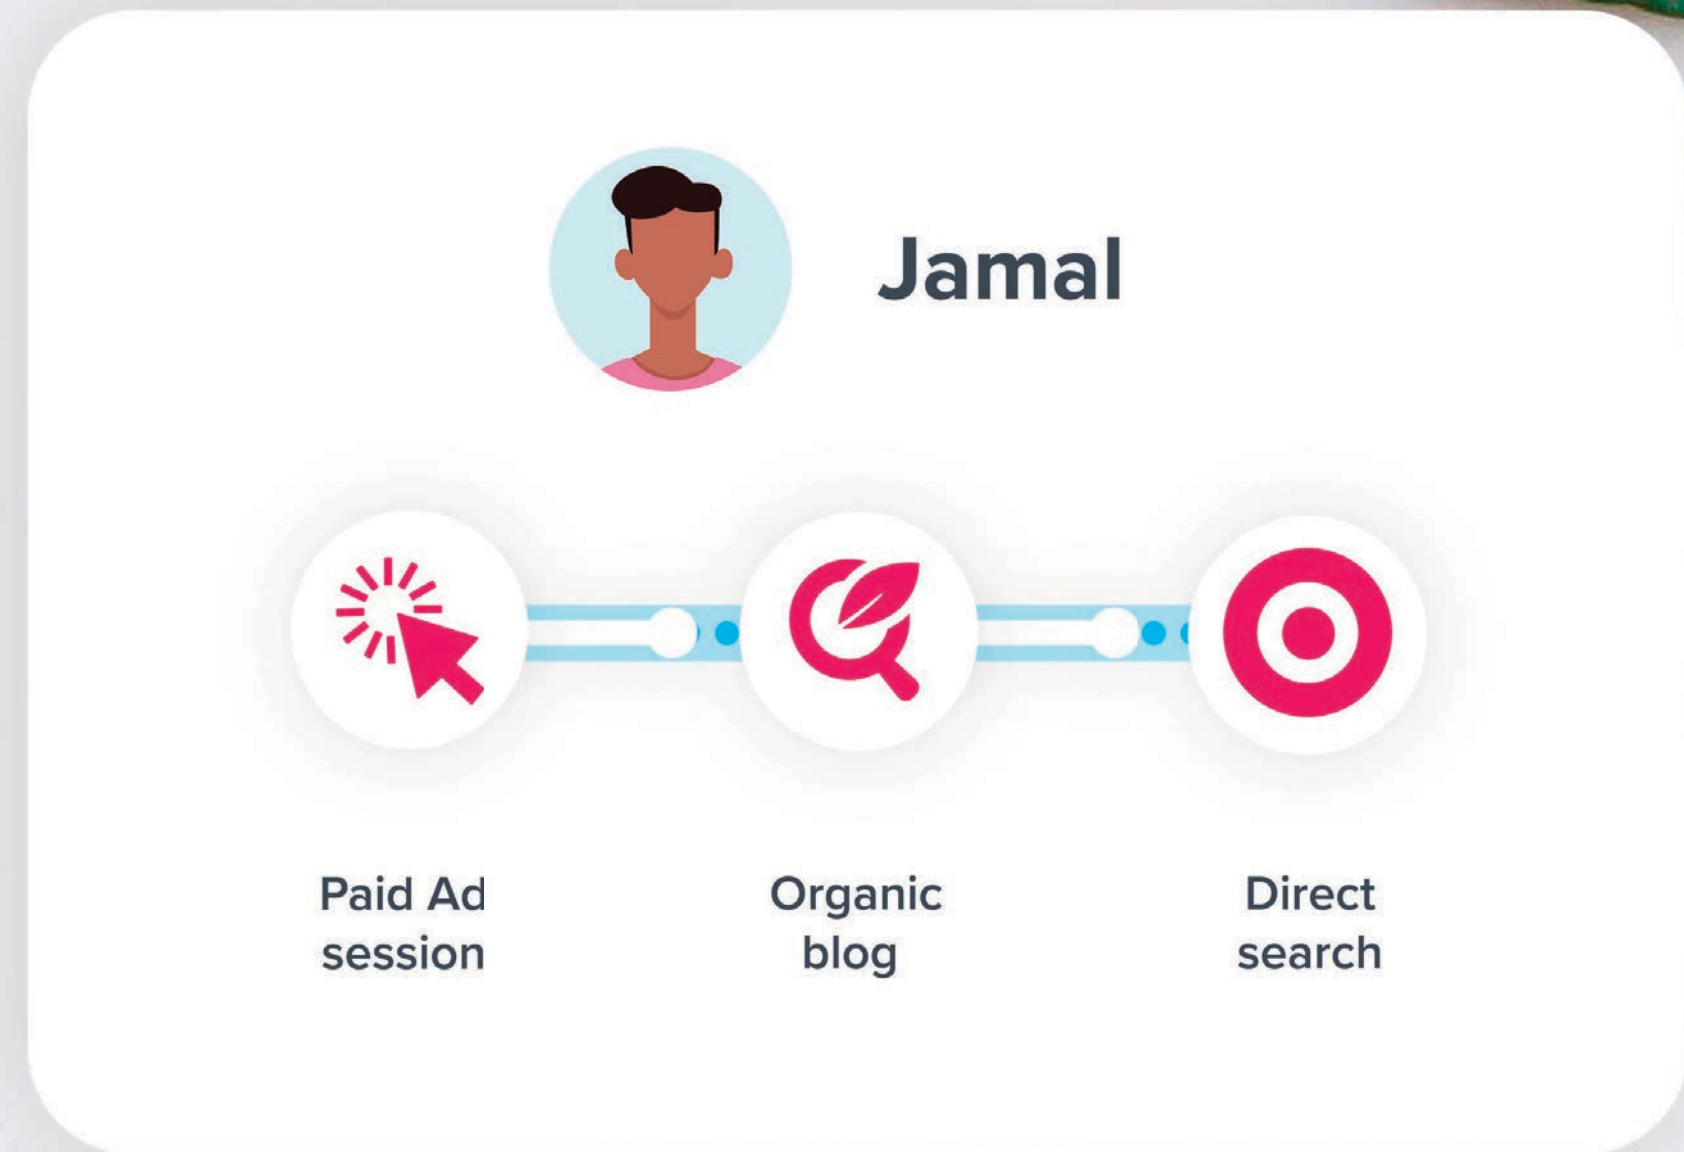 Jamal
Paid Ad
session
Organic
blog
Direct
search